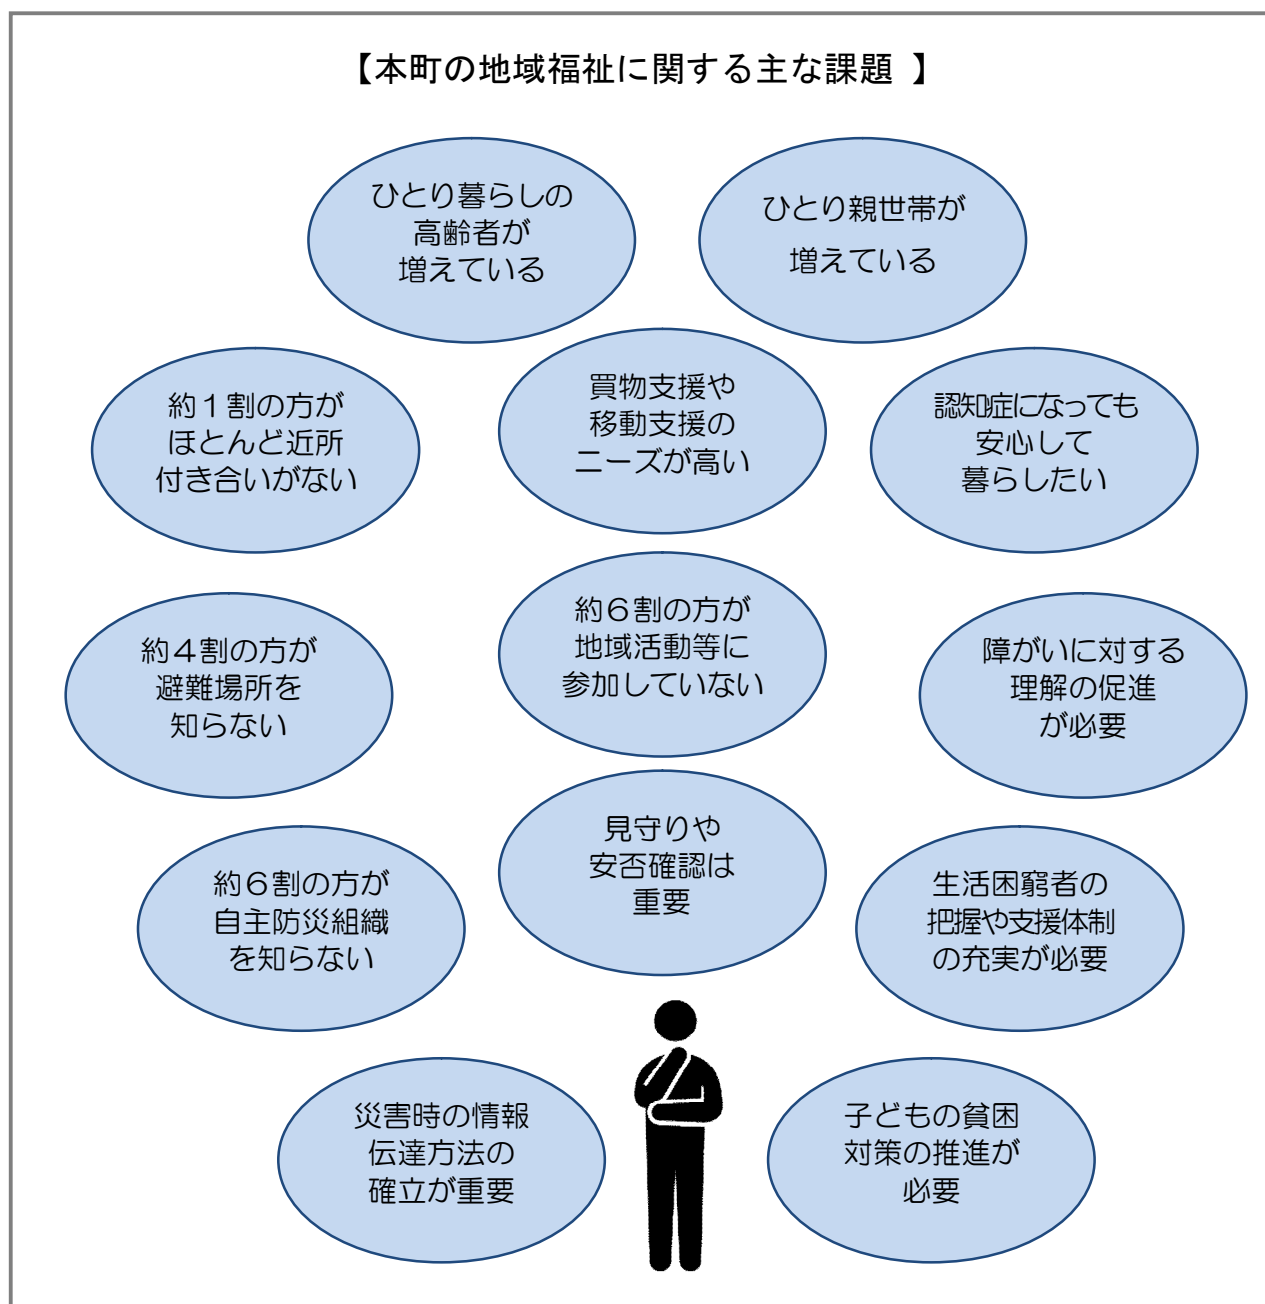 【本町の地域福祉に関する主な課題 】
ひとり暮らしの
高齢者が
増えている
ひとり親世帯が
増えている
約１割の方が
ほとんど近所
付き合いがない
買物支援や
移動支援の
ニーズが高い
認知症になっても
安心して
暮らしたい
約４割の方が
避難場所を
知らない
約６割の方が
地域活動等に
参加していない
障がいに対する
理解の促進
が必要
約６割の方が
自主防災組織
を知らない
見守りや
安否確認は
重要
生活困窮者の
把握や支援体制
の充実が必要
災害時の情報
伝達方法の
確立が重要
子どもの貧困
対策の推進が
必要